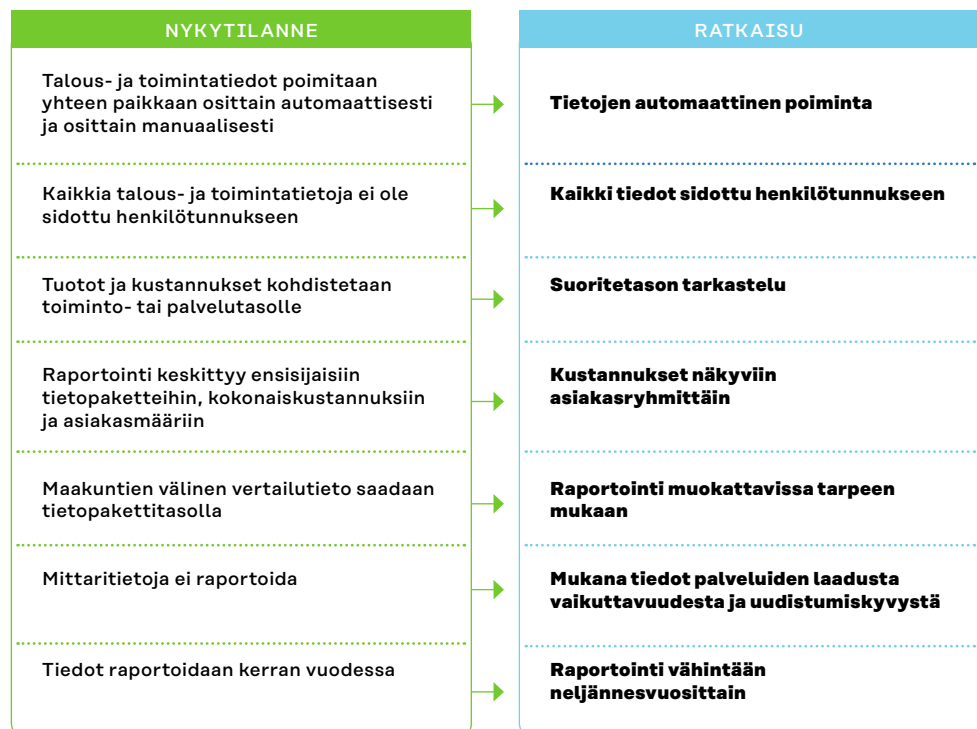 NYKYTILANNE
RATKAISU
Talous- ja toimintatiedot poimitaan
yhteen paikkaan osittain automaattisesti
ja osittain manuaalisesti
Tietojen automaattinen poiminta
Kaikkia talous- ja toimintatietoja ei ole
sidottu henkilötunnukseen
Kaikki tiedot sidottu henkilötunnukseen
Tuotot ja kustannukset kohdistetaan
toiminto- tai palvelutasolle
Suoritetason tarkastelu
Raportointi keskittyy ensisijaisiin
tietopaketteihin, kokonaiskustannuksiin
ja asiakasmääriin
Kustannukset näkyviin
asiakasryhmittäin
Maakuntien välinen vertailutieto saadaan
tietopakettitasolla
Raportointi muokattavissa tarpeen
mukaan
Mittaritietoja ei raportoida
Mukana tiedot palveluiden laadusta
vaikuttavuudesta ja uudistumiskyvystä
Tiedot raportoidaan kerran vuodessa
Raportointi vähintään
neljännesvuosittain